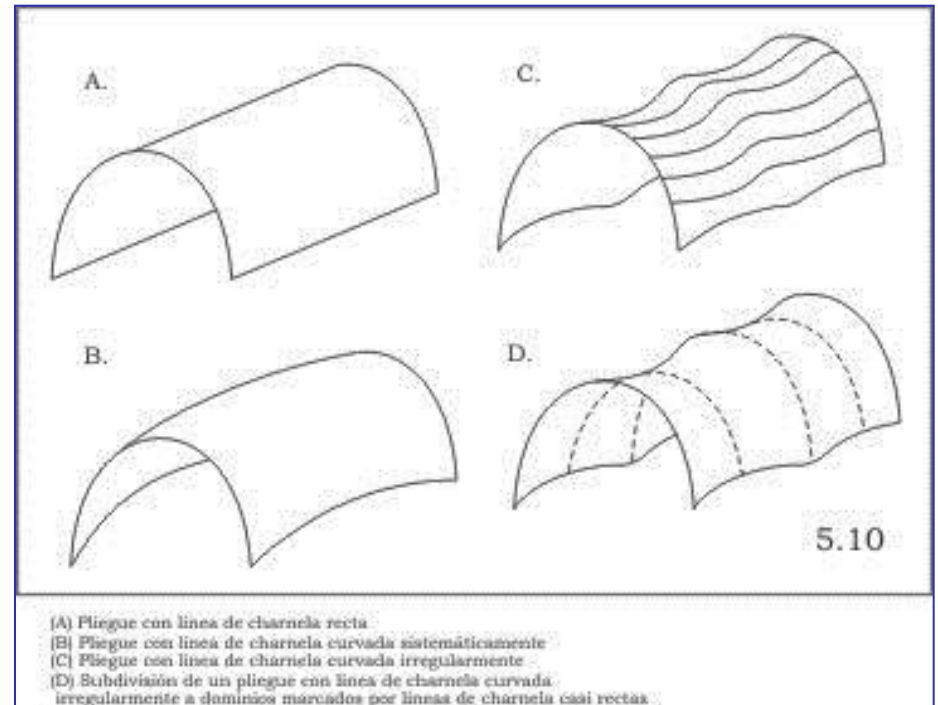 A.
C.
B.
D.
5.10
(A) Pliegue con linea de charnela recta
(B) Pliegue con linea de charnela curvada sistemáticamente
(C) Pliegue con linea de charnela curvada irregularmente
(D) Subdivisión de un pliegue con linea de charnela curvada
irregularmente a dominios marcados por lineas de charnela casi rectas